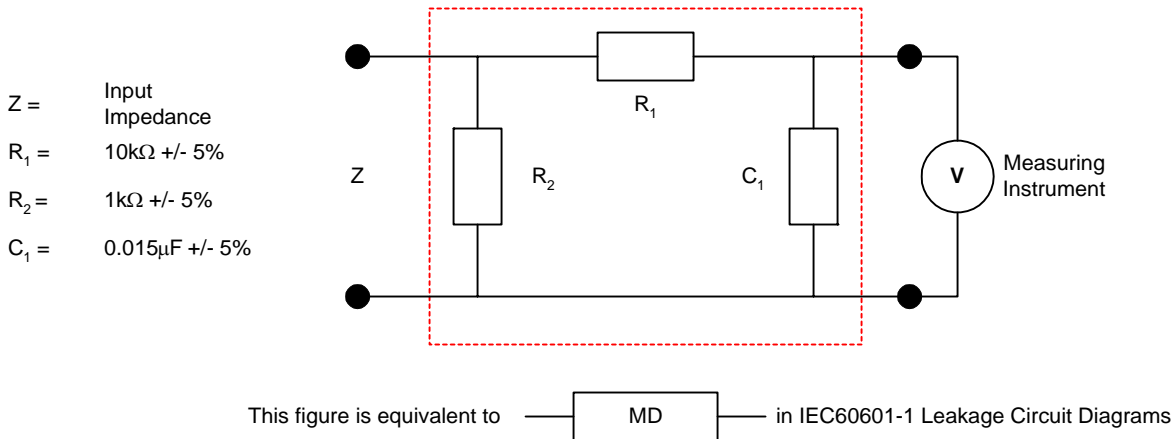 Z = Input
Impedance
R₁ = 10kΩ +/- 5%
R₂ = 1kΩ +/- 5%
C₁ = 0.015μF +/- 5%
Z
R₁
R₂
C₁
V
Measuring
Instrument
This figure is equivalent to MD in IEC60601-1 Leakage Circuit Diagrams